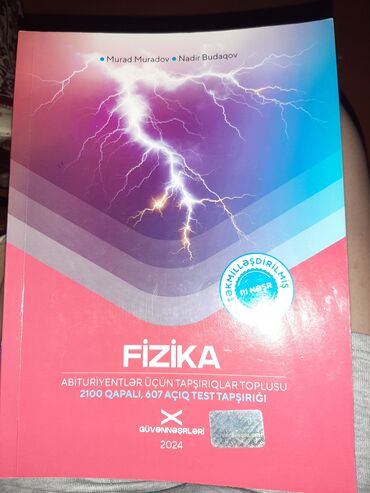 • Murad Muradov • Nadir Budaqov
TƏKMİLLƏŞDİRİLMİŞ
III NƏŞR
FİZİKA
ABİTURİYENTLƏR ÜÇÜN TAPŞIRIQLAR TOPLUSU
2100 QAPALI, 607 AÇIQ TEST TAPŞIRIĞI
GÜVƏNNƏŞRLƏRİ
2024